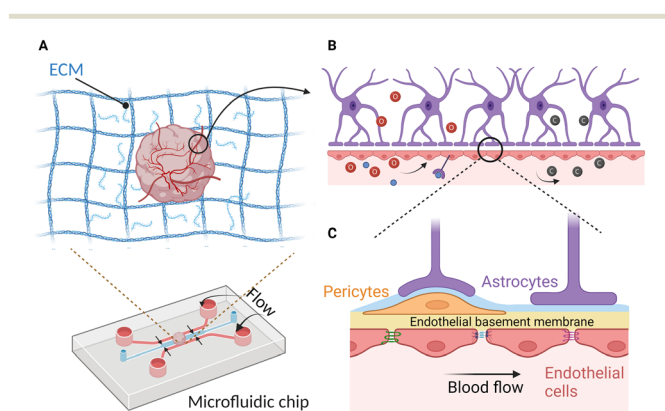 A
ECM
Flow
Microfluidic chip
B
O
O
O
O
O
O
C
C
C
C
C
Pericytes
Astrocytes
Endothelial basement membrane
Blood flow
Endothelial
cells